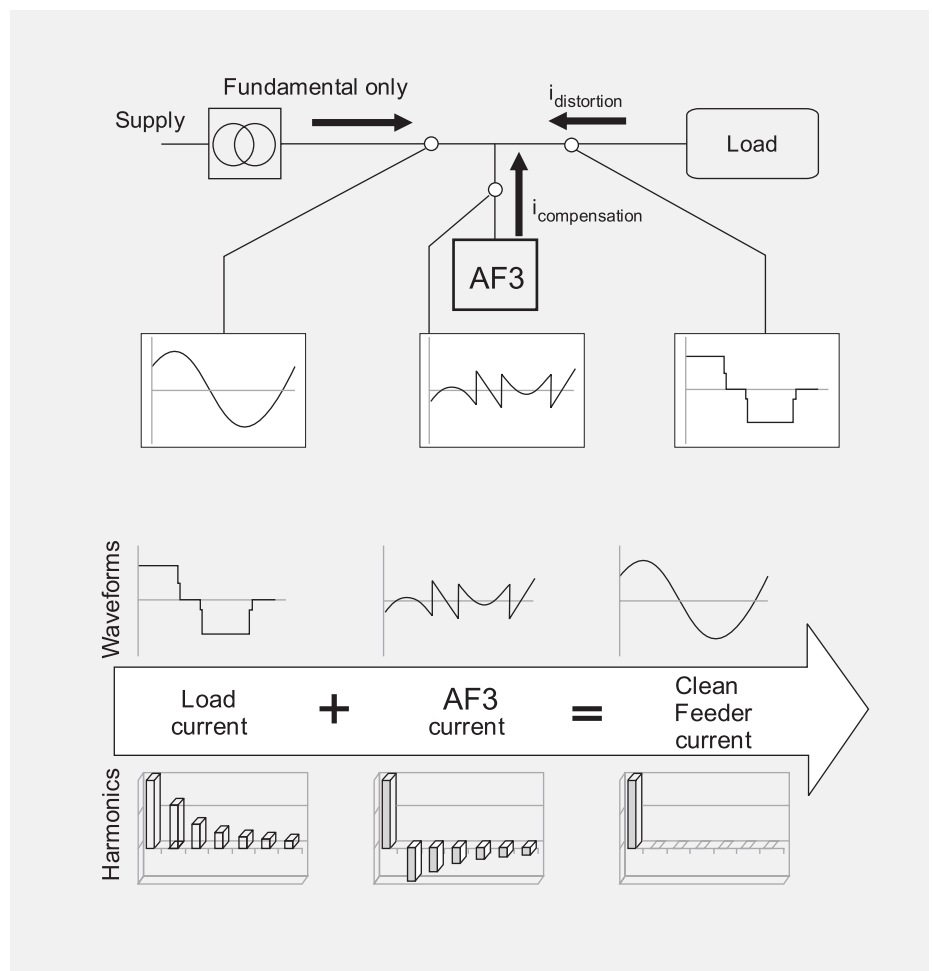 Fundamental only
i distortion
Supply
Load
i compensation
AF3
Waveforms
Load
current
+
AF3
current
=
Clean
Feeder
current
Harmonics